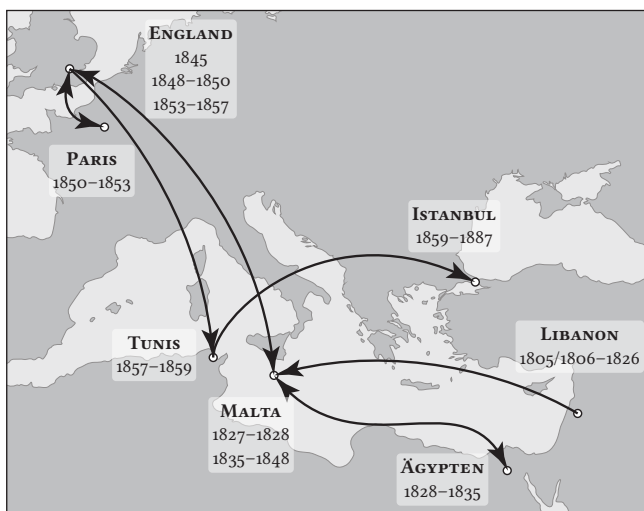 England
1845
1848–1850
1853–1857
Paris
1850–1853
Istanbul
1859–1887
Tunis
1857–1859
Libanon
1805/1806–1826
Malta
1827–1828
1835–1848
Ägypten
1828–1835